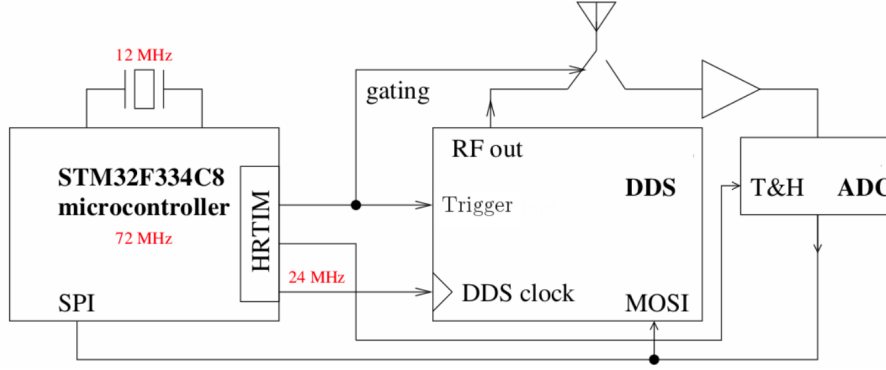 12 MHz
gating
RF out
STM32F334C8
microcontroller
72 MHz
HRTIM
Trigger
DDS
T&H
ADC
24 MHz
DDS clock
SPI
MOSI